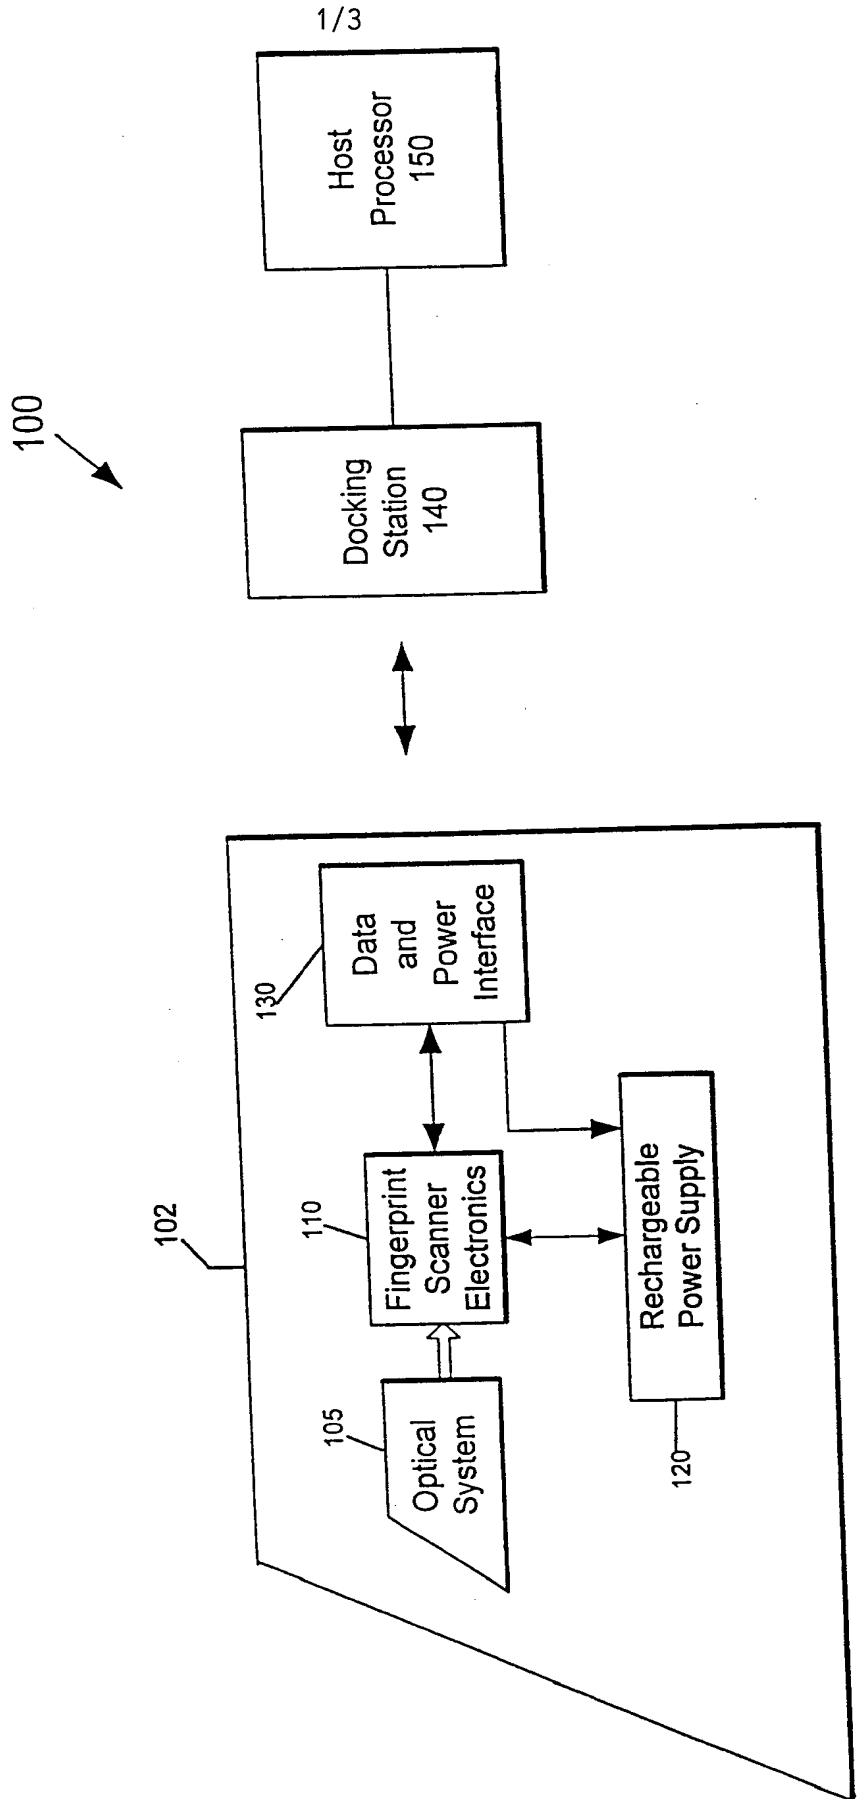 1/3
100
102
105
Optical
System
110
Fingerprint
Scanner
Electronics
130
Data
and
Power
Interface
120
Rechargeable
Power Supply
Docking
Station
140
Host
Processor
150